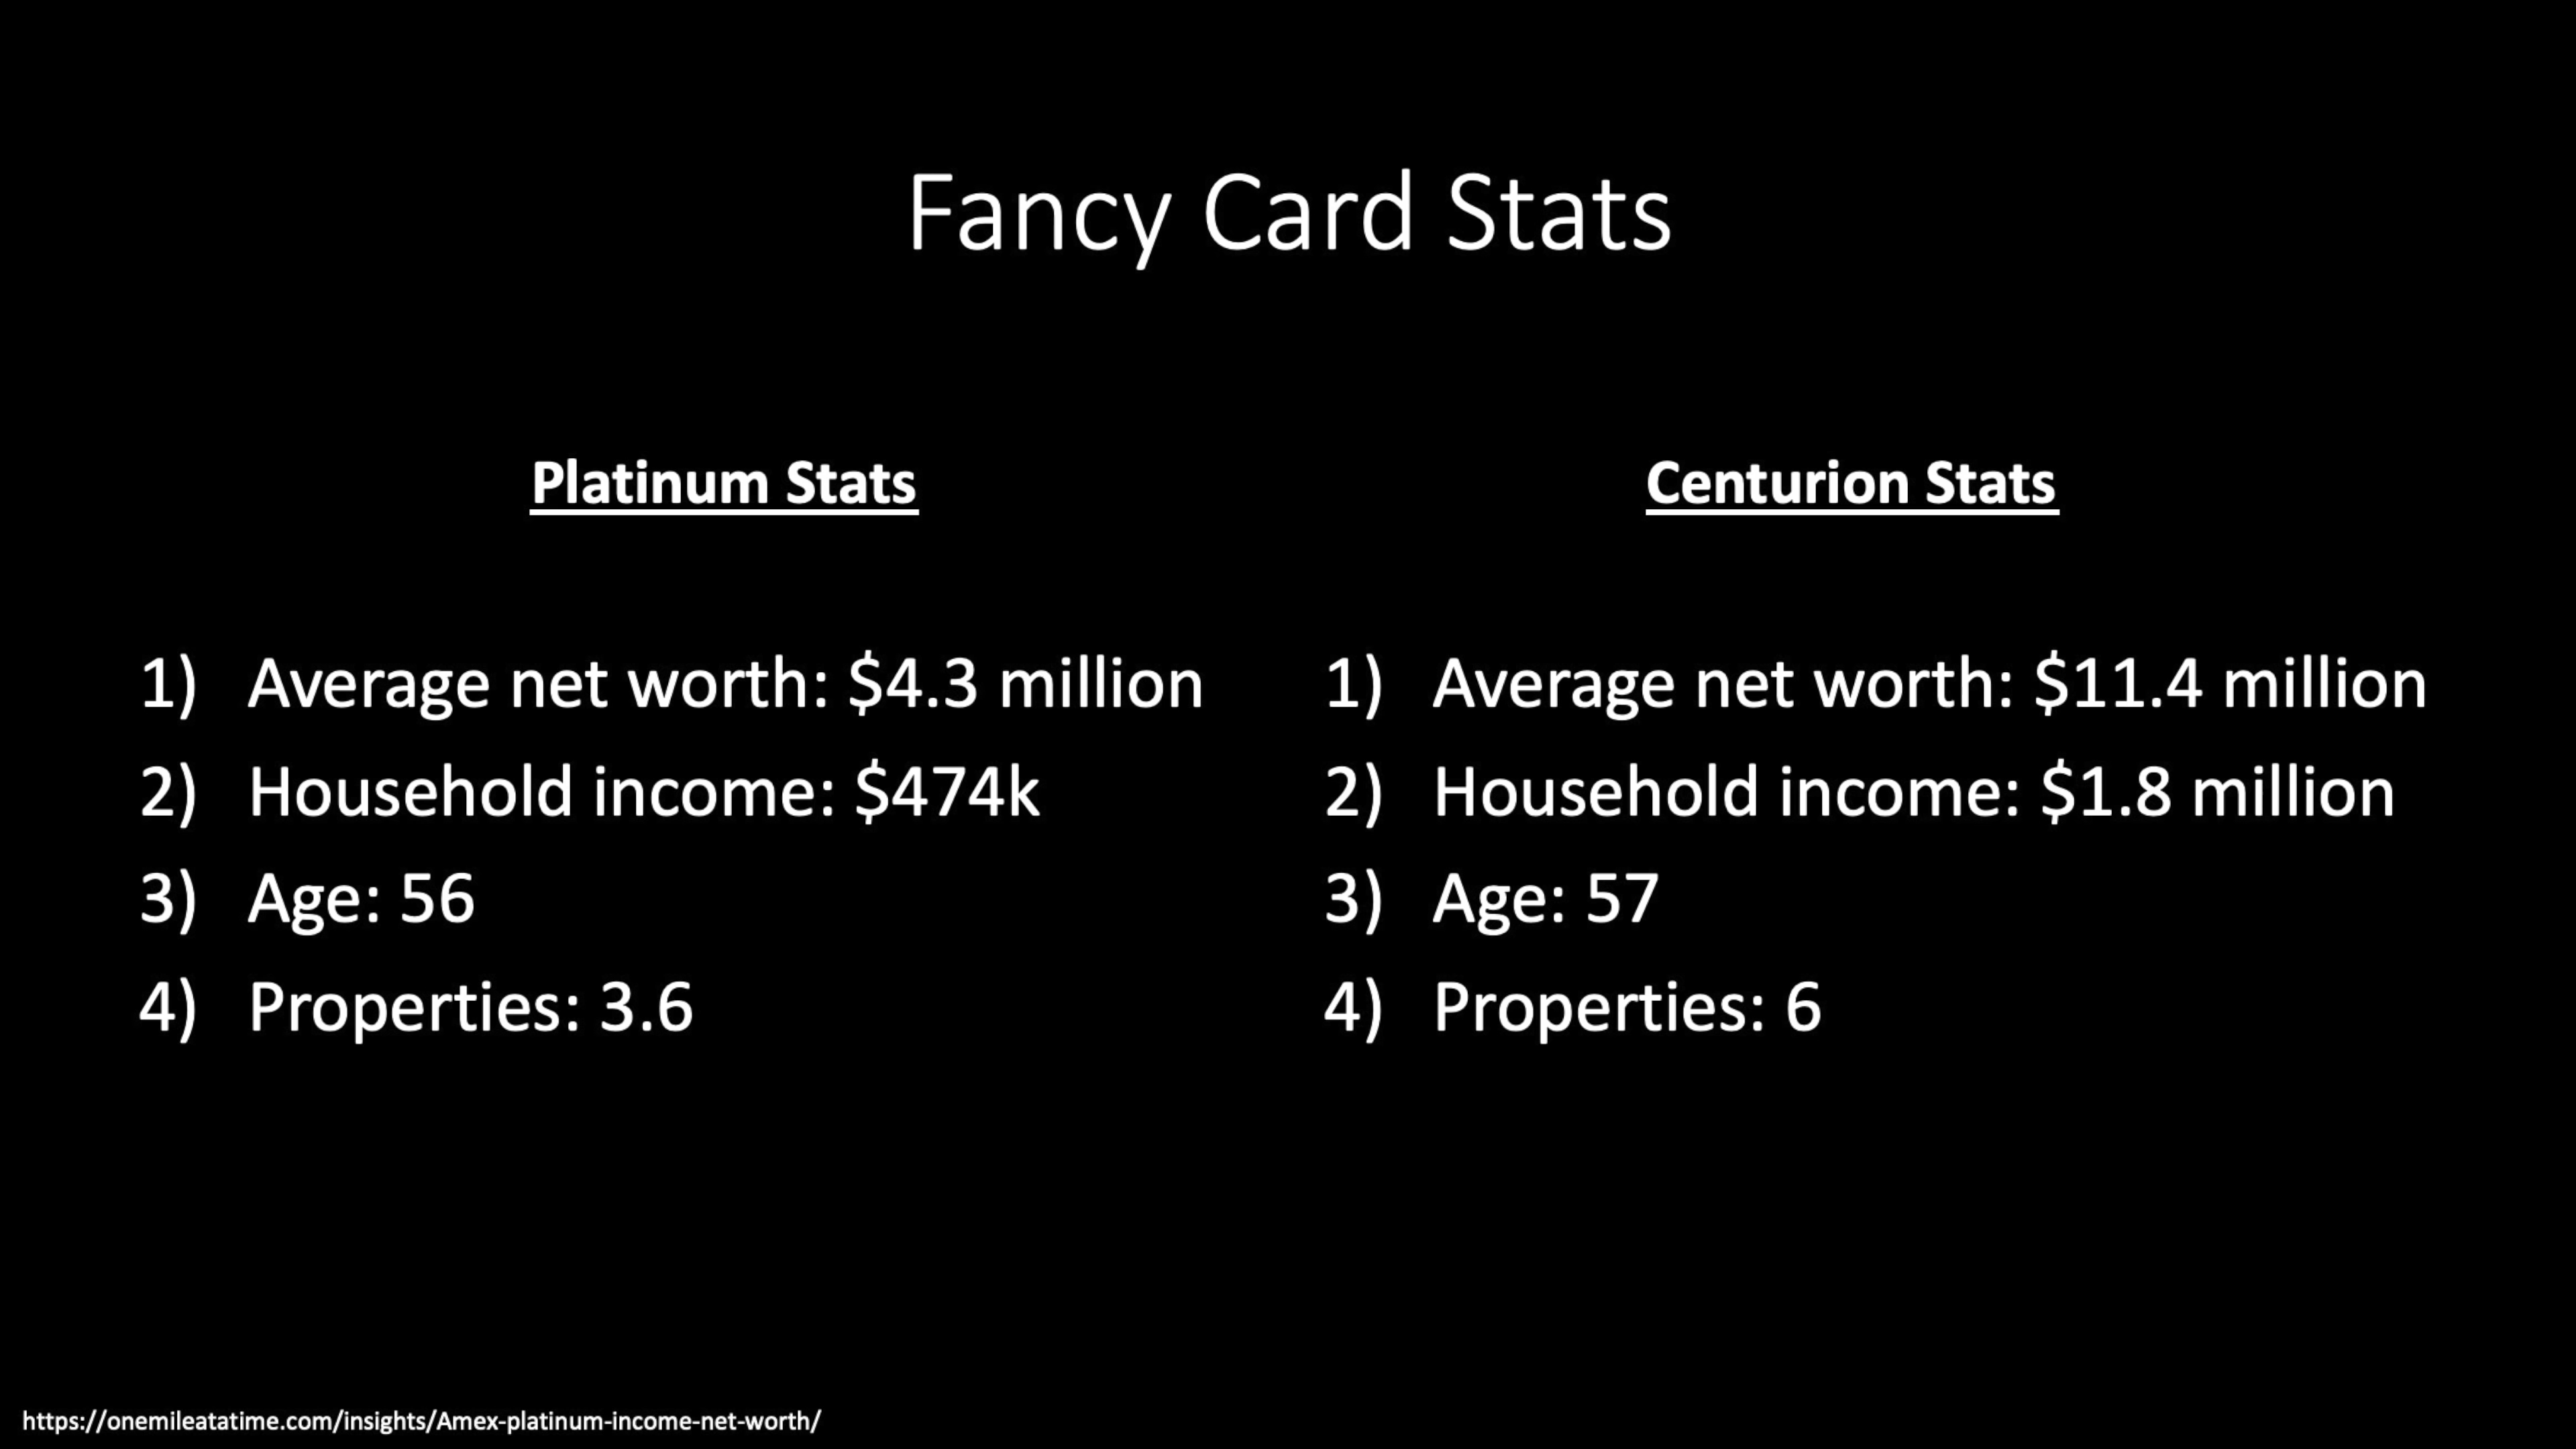 Fancy Card Stats
Platinum Stats
1) Average net worth: $4.3 million
2) Household income: $474k
3) Age: 56
4) Properties: 3.6
Centurion Stats
1) Average net worth: $11.4 million
2) Household income: $1.8 million
3) Age: 57
4) Properties: 6
https://onemileatatime.com/insights/Amex-platinum-income-net-worth/